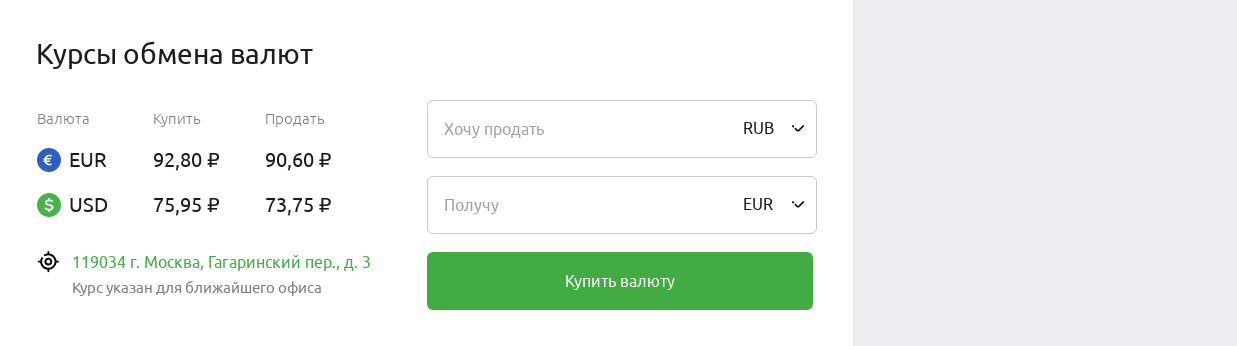 Курсы обмена валют
Валюта Купить Продать
€ EUR 92,80 ₽ 90,60 ₽
$ USD 75,95 ₽ 73,75 ₽
119034 г. Москва, Гагаринский пер., д. 3
Курс указан для ближайшего офиса
Хочу продать RUB
Получу EUR
Купить валюту